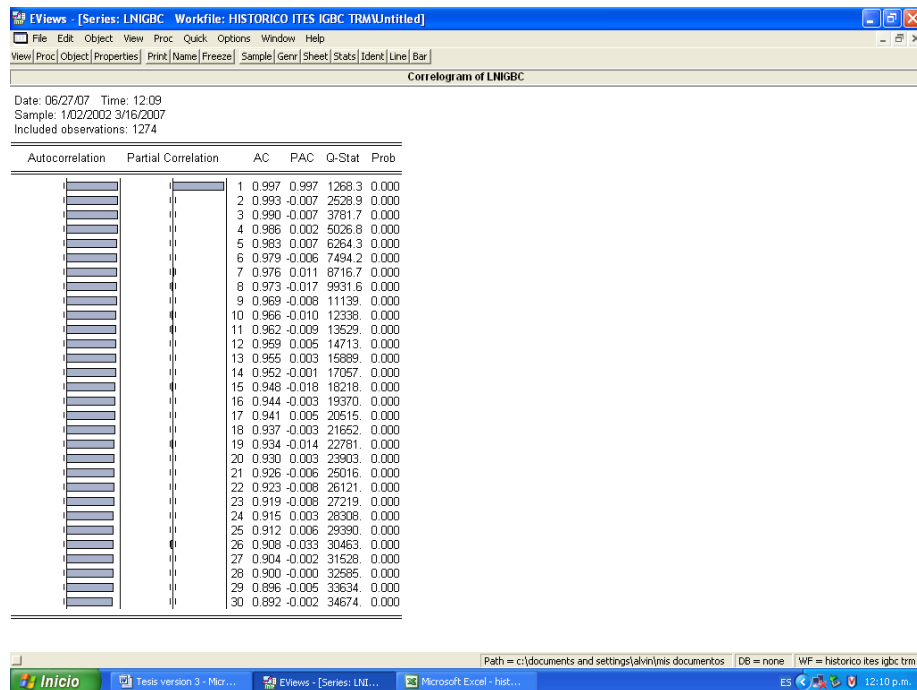 EViews - [Series: LNIGBC   Workfile: HISTORICO ITES IGBC TRM\Untitled]
File Edit Object View Proc Quick Options Window Help
View Proc Object Properties Print Name Freeze Sample Genr Sheet Stats Ident Line Bar
Correlogram of LNIGBC
Date: 06/27/07 Time: 12:09
Sample: 1/02/2002 3/16/2007
Included observations: 1274
Autocorrelation Partial Correlation AC PAC Q-Stat Prob
1 0.997 0.997 1268.3 0.000
2 0.993 -0.007 2528.9 0.000
3 0.990 -0.007 3781.7 0.000
4 0.986 0.002 5026.8 0.000
5 0.983 0.007 6264.3 0.000
6 0.979 -0.006 7494.2 0.000
7 0.976 0.011 8716.7 0.000
8 0.973 -0.017 9931.6 0.000
9 0.969 -0.008 11139. 0.000
10 0.966 -0.010 12338. 0.000
11 0.962 -0.009 13529. 0.000
12 0.959 0.005 14713. 0.000
13 0.955 0.003 15889. 0.000
14 0.952 -0.001 17057. 0.000
15 0.948 -0.018 18218. 0.000
16 0.944 -0.003 19370. 0.000
17 0.941 0.005 20515. 0.000
18 0.937 -0.003 21652. 0.000
19 0.934 -0.014 22781. 0.000
20 0.930 0.003 23903. 0.000
21 0.926 -0.006 25016. 0.000
22 0.923 -0.008 26121. 0.000
23 0.919 -0.008 27219. 0.000
24 0.915 0.003 28308. 0.000
25 0.912 0.006 29390. 0.000
26 0.908 -0.033 30463. 0.000
27 0.904 -0.002 31528. 0.000
28 0.900 -0.000 32585. 0.000
29 0.896 -0.005 33634. 0.000
30 0.892 -0.002 34674. 0.000
Path = c:\documents and settings\alvin\mis documentos DB = none WF = historico ites igbc trm
Inicio Tesis version 3 - Micr... EViews - [Series: LNI... Microsoft Excel - hist... ES 12:10 p.m.